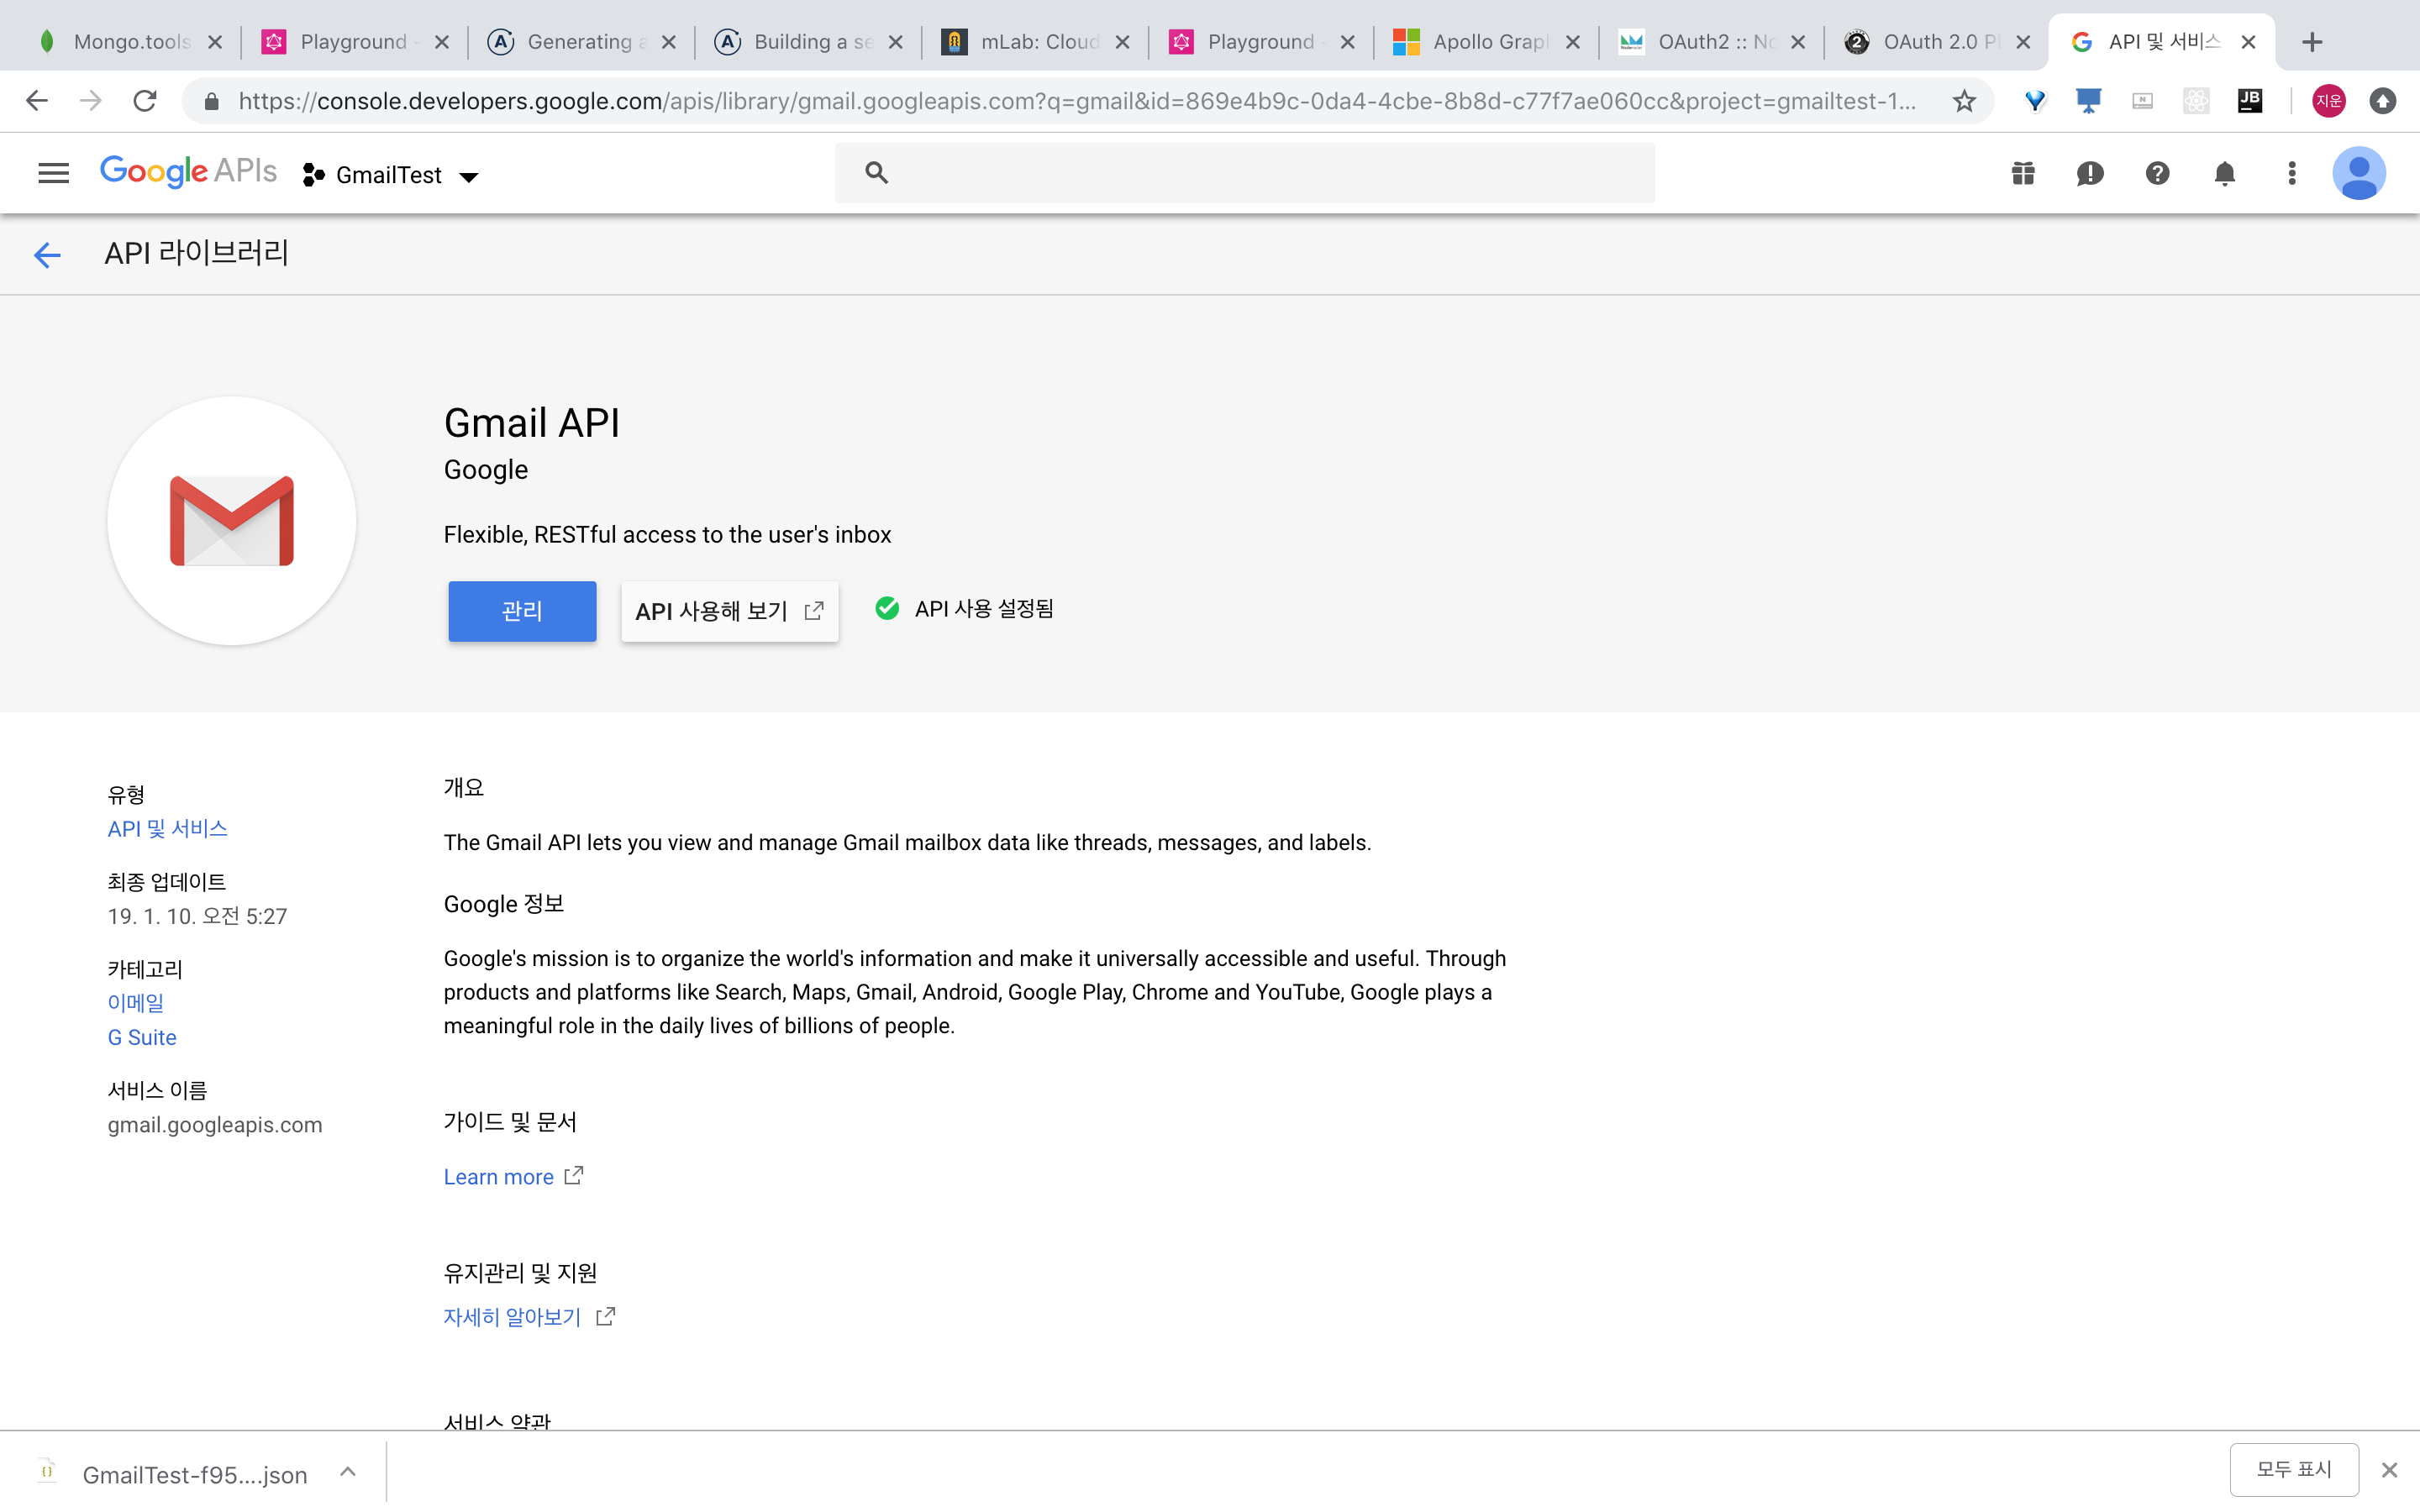 Mongo.tools
Playground -
Generating a
Building a se
mLab: Cloud
Playground -
Apollo Graph
OAuth2 :: No
OAuth 2.0 Pl
API 및 서비스
https://console.developers.google.com/apis/library/gmail.googleapis.com?q=gmail&id=869e4b9c-0da4-4cbe-8b8d-c77f7ae060cc&project=gmailtest-1...
JB
지운
Google APIs
GmailTest
API 라이브러리
Gmail API
Google
Flexible, RESTful access to the user's inbox
관리
API 사용해 보기
API 사용 설정됨
유형
API 및 서비스
최종 업데이트
19. 1. 10. 오전 5:27
카테고리
이메일
G Suite
서비스 이름
gmail.googleapis.com
개요
The Gmail API lets you view and manage Gmail mailbox data like threads, messages, and labels.
Google 정보
Google's mission is to organize the world's information and make it universally accessible and useful. Through
products and platforms like Search, Maps, Gmail, Android, Google Play, Chrome and YouTube, Google plays a
meaningful role in the daily lives of billions of people.
가이드 및 문서
Learn more
유지관리 및 지원
자세히 알아보기
서비스 약관
GmailTest-f95....json
모두 표시